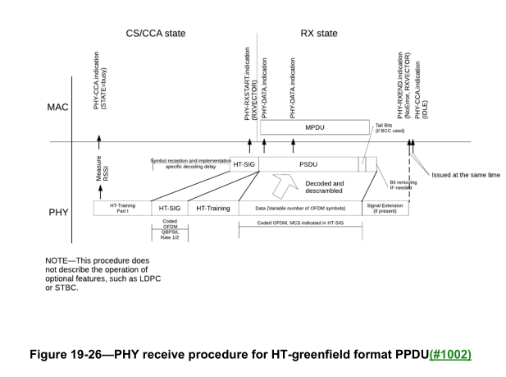 CS/CCA state
RX state
PHY-CCA.indication
(STATE=busy)
PHY-RXSTART.indication
(RXVECTOR)
PHY-DATA.indication
PHY-DATA.indication
PHY-RXEND.indication
(NoError, RXVECTOR)
PHY-CCA.indication
(IDLE)
MAC
MPDU
Tail Bits
(if BCC used)
Measure
RSSI
Symbol reception and implementation
specific decoding delay
HT-SIG
PSDU
Issued at the same time
Decoded and
descrambled
Bit removing
IF needed
PHY
HT-Training
Part I
HT-SIG
HT-Training
Data (Variable number of OFDM symbols)
Signal Extension
(if present)
Coded
OFDM
QBPSK,
Rate 1/2
Coded OFDM, MCS indicated in HT-SIG
NOTE—This procedure does
not describe the operation of
optional features, such as LDPC
or STBC.
Figure 19-26—PHY receive procedure for HT-greenfield format PPDU(#1002)